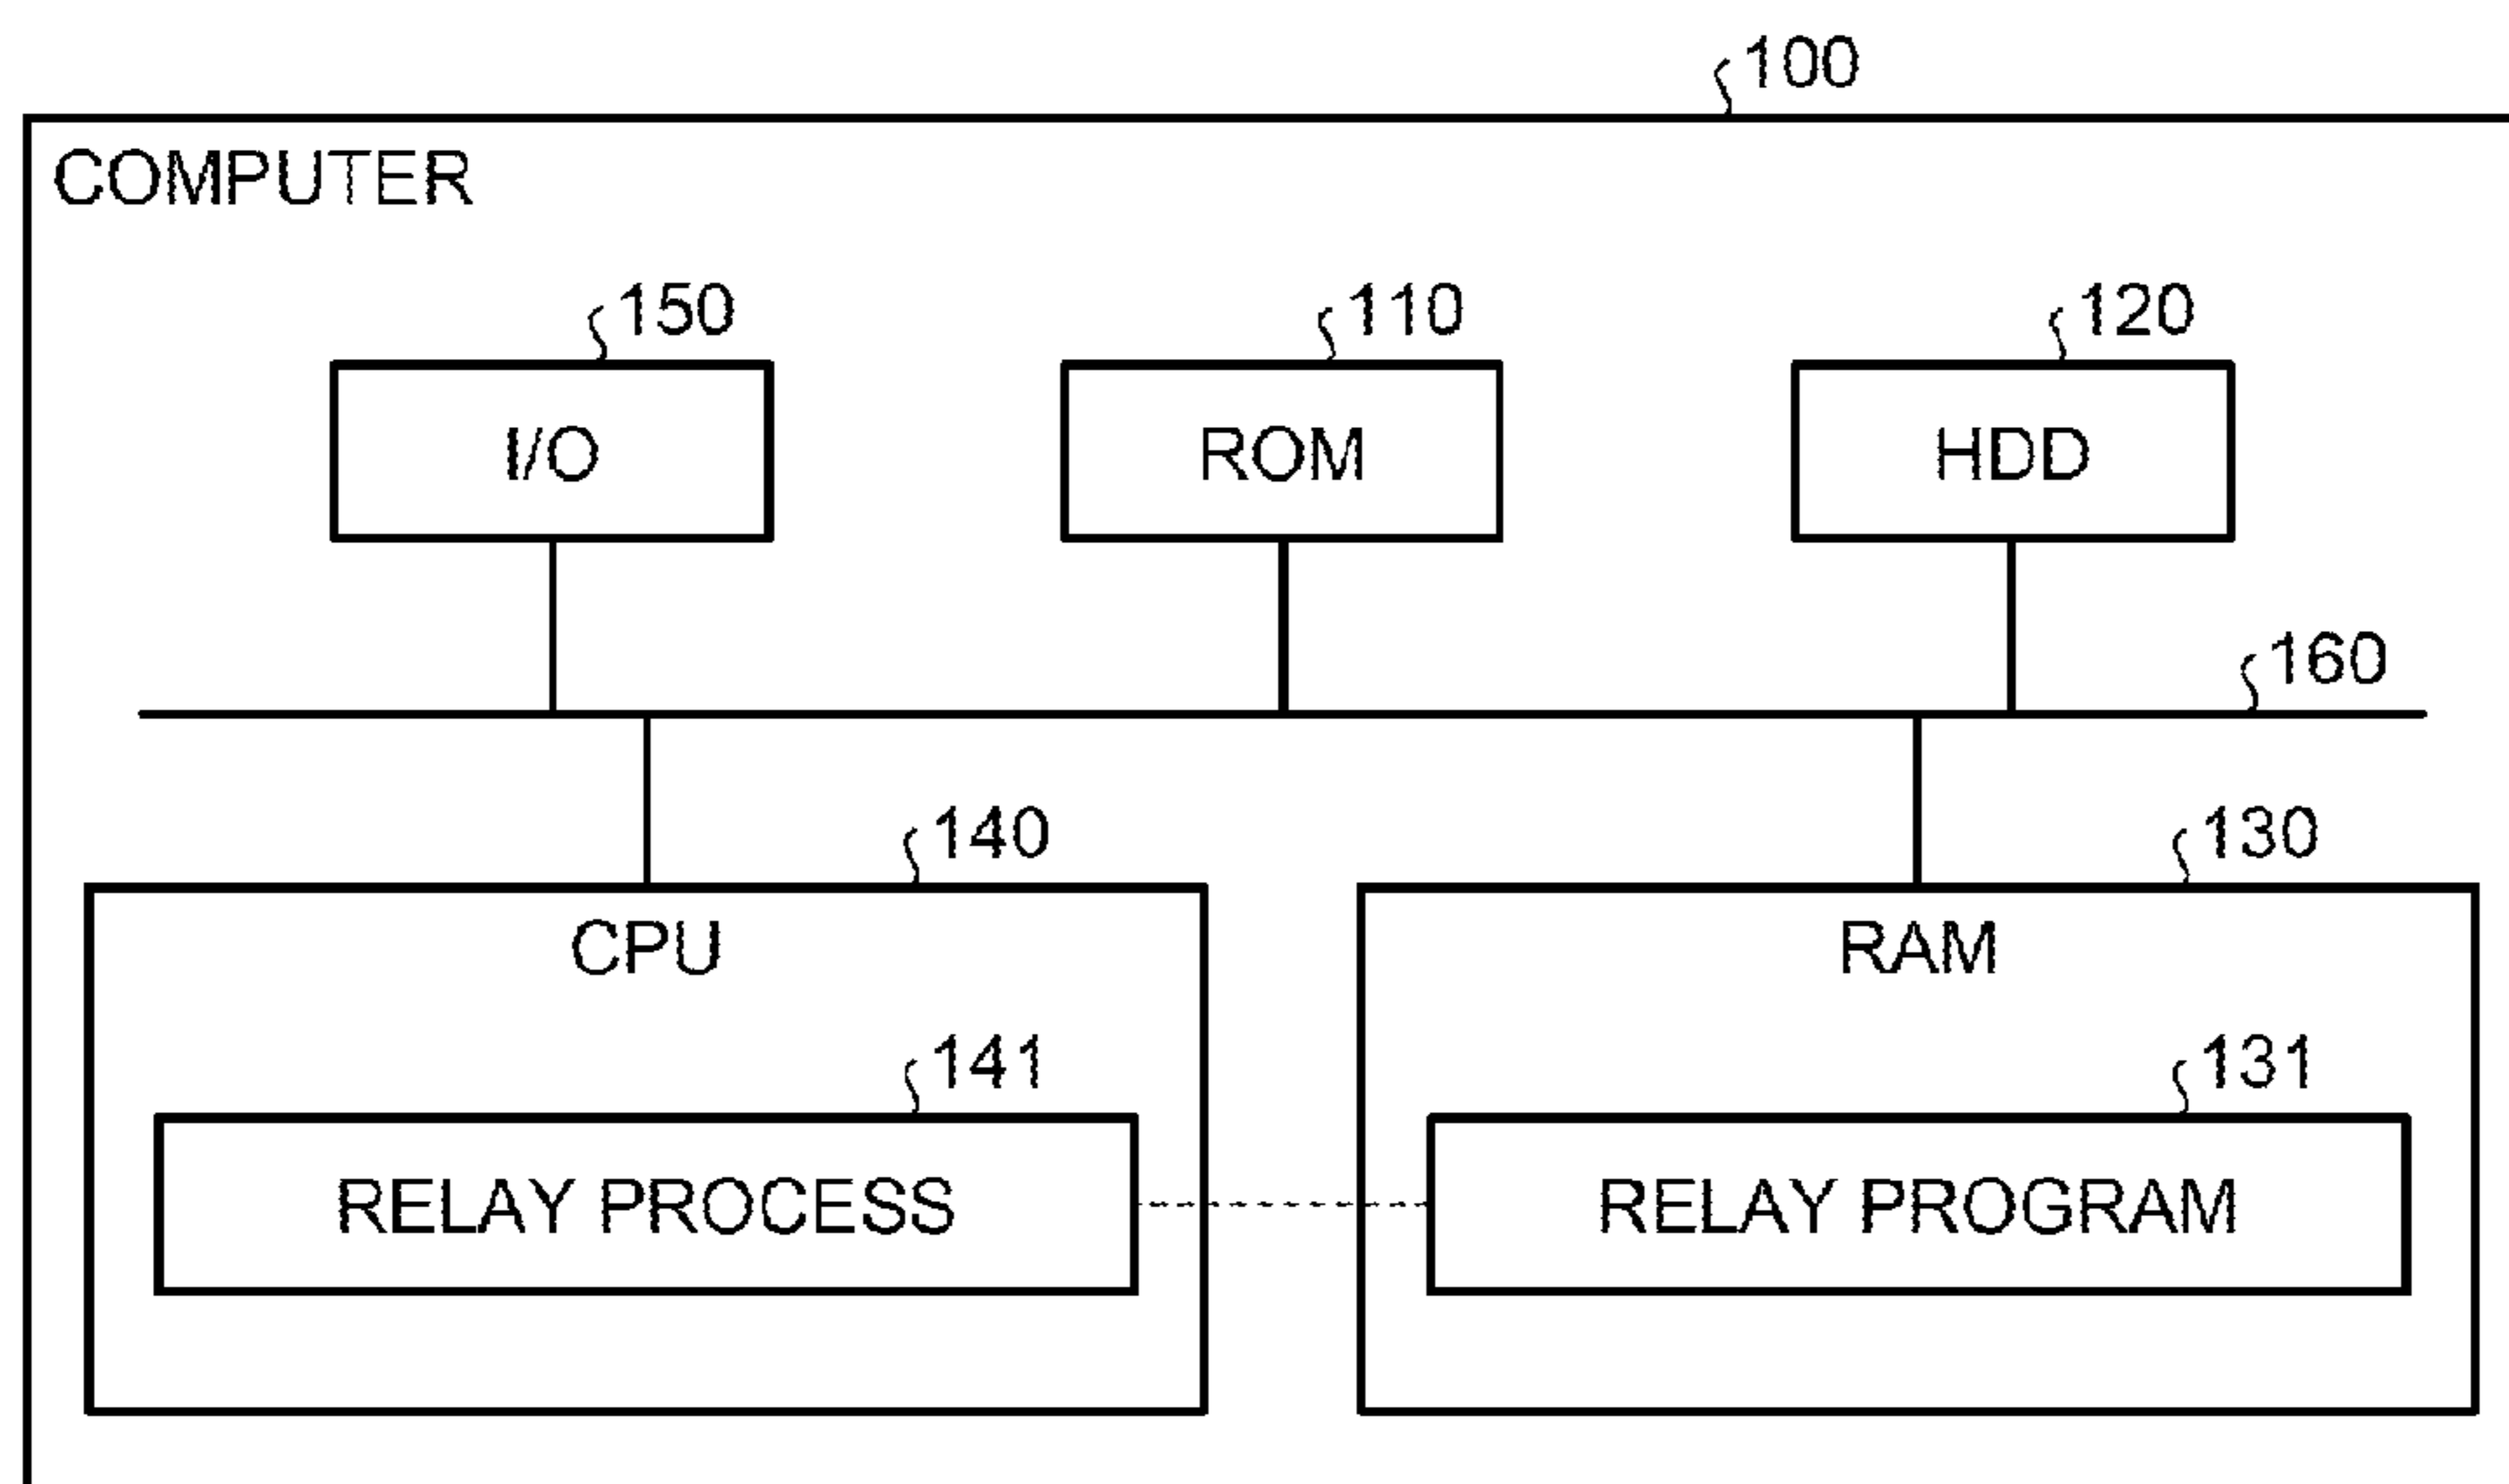 100
COMPUTER
150
110
120
I/O
ROM
HDD
160
140
130
CPU
RAM
141
131
RELAY PROCESS
RELAY PROGRAM